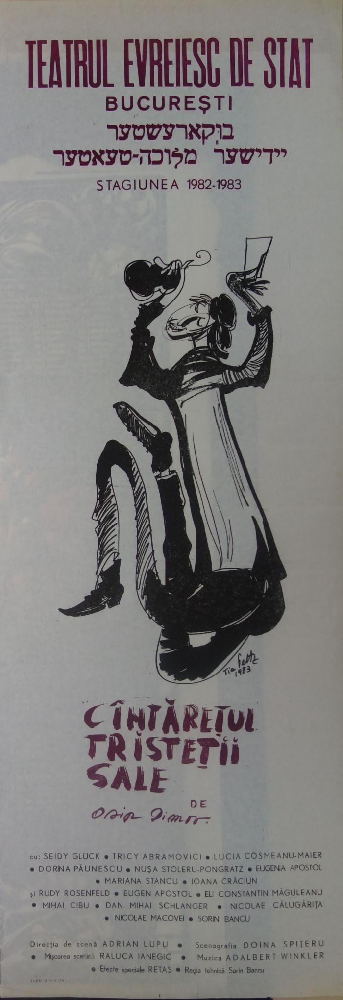 TEATRUL EVREIESC DE STAT
BUCUREȘTI
בוקארעשטער
יידישער מלוכה-טעאטער
STAGIUNEA 1982-1983
Tia Peltz
1983
CÎNTĂREȚUL
TRISTEȚII
SALE
DE
Osip Dimov.
cu: SEIDY GLÜCK • TRICY ABRAMOVICI • LUCIA COSMEANU-MAIER
• DORINA PĂUNESCU • NUȘA STOLERU-PONGRATZ • EUGENIA APOSTOL
• MARIANA STANCU • IOANA CRĂCIUN
și RUDY ROSENFELD • EUGEN APOSTOL • ELI CONSTANTIN MĂGULEANU
• MIHAI CIBU • DAN MIHAI SCHLANGER • NICOLAE CĂLUGĂRIȚA
• NICOLAE MACOVEI • SORIN BANCU
Direcția de scenă ADRIAN LUPU • Scenografia DOINA SPIȚERU
• Mișcarea scenică RALUCA IANEGIC • Muzica ADALBERT WINKLER
• Efecte speciale RETAS • Regia tehnică Sorin Bancu